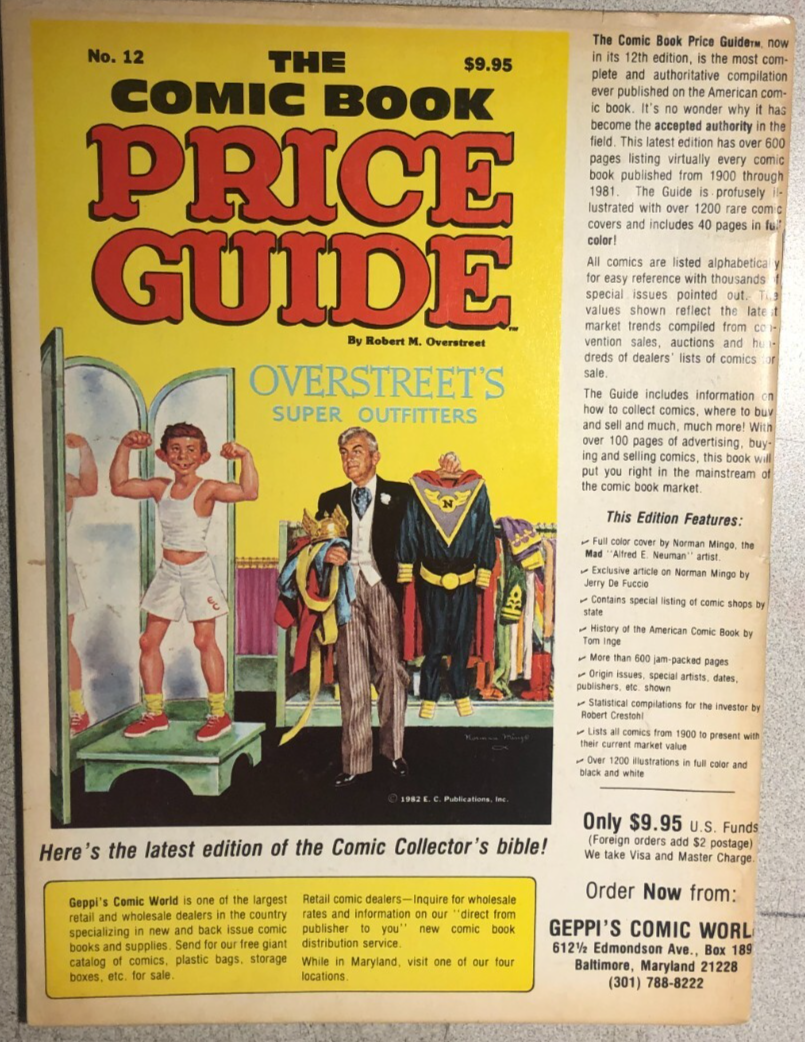 No. 12
THE
$9.95
COMIC BOOK
PRICE
GUIDE™
By Robert M. Overstreet
OVERSTREET'S
SUPER OUTFITTERS
N
EC
Norman Mingo
© 1982 E. C. Publications, Inc.
Here's the latest edition of the Comic Collector's bible!
Geppi's Comic World is one of the largest
retail and wholesale dealers in the country
specializing in new and back issue comic
books and supplies. Send for our free giant
catalog of comics, plastic bags, storage
boxes, etc. for sale.
Retail comic dealers—Inquire for wholesale
rates and information on our "direct from
publisher to you" new comic book
distribution service.
While in Maryland, visit one of our four
locations.
The Comic Book Price Guide™, now
in its 12th edition, is the most com-
plete and authoritative compilation
ever published on the American com-
ic book. It's no wonder why it has
become the accepted authority in the
field. This latest edition has over 600
pages listing virtually every comic
book published from 1900 through
1981. The Guide is profusely il-
lustrated with over 1200 rare comic
covers and includes 40 pages in full
color!
All comics are listed alphabetically
for easy reference with thousands of
special issues pointed out. The
values shown reflect the latest
market trends compiled from con-
vention sales, auctions and hun-
dreds of dealers' lists of comics for
sale.
The Guide includes information on
how to collect comics, where to buy
and sell and much, much more! With
over 100 pages of advertising, buy-
ing and selling comics, this book will
put you right in the mainstream of
the comic book market.
This Edition Features:
✓ Full color cover by Norman Mingo, the
Mad "Alfred E. Neuman" artist.
✓ Exclusive article on Norman Mingo by
Jerry De Fuccio
✓ Contains special listing of comic shops by
state
✓ History of the American Comic Book by
Tom Inge
✓ More than 600 jam-packed pages
✓ Origin issues, special artists, dates,
publishers, etc. shown
✓ Statistical compilations for the investor by
Robert Crestohl
✓ Lists all comics from 1900 to present with
their current market value
✓ Over 1200 illustrations in full color and
black and white
Only $9.95 U.S. Funds
(Foreign orders add $2 postage)
We take Visa and Master Charge.
Order Now from:
GEPPI'S COMIC WORL
612½ Edmondson Ave., Box 189
Baltimore, Maryland 21228
(301) 788-8222